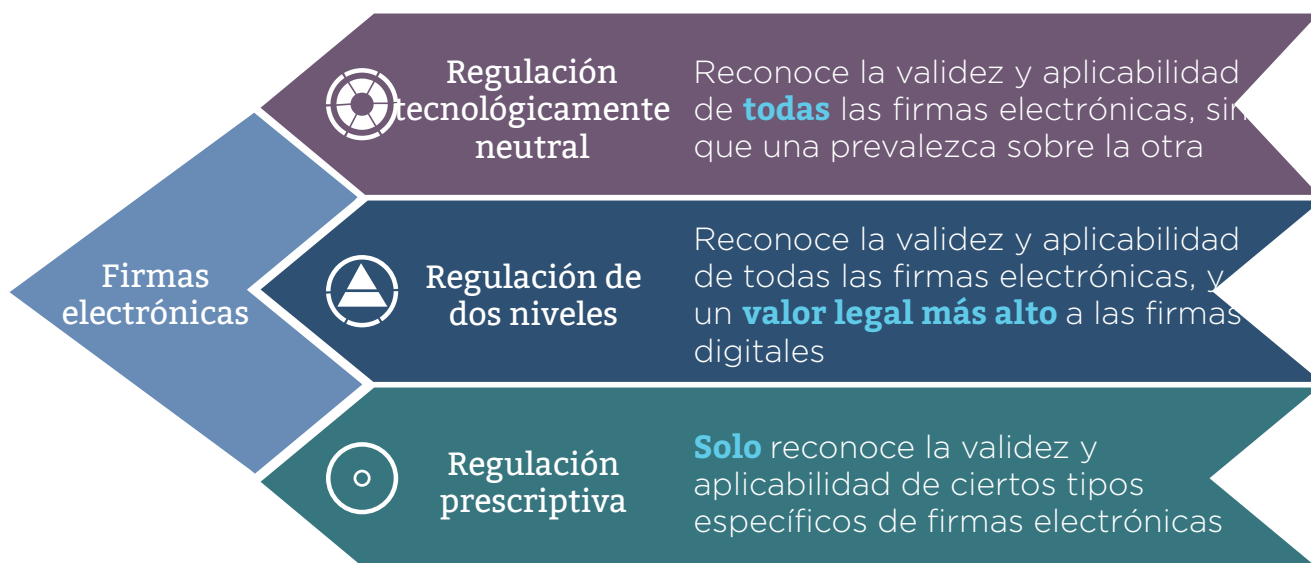 Firmas
electrónicas
Regulación
tecnológicamente
neutral
Reconoce la validez y aplicabilidad
de todas las firmas electrónicas, sin
que una prevalezca sobre la otra
Regulación de
dos niveles
Reconoce la validez y aplicabilidad
de todas las firmas electrónicas, y
un valor legal más alto a las firmas
digitales
Regulación
prescriptiva
Solo reconoce la validez y
aplicabilidad de ciertos tipos
específicos de firmas electrónicas